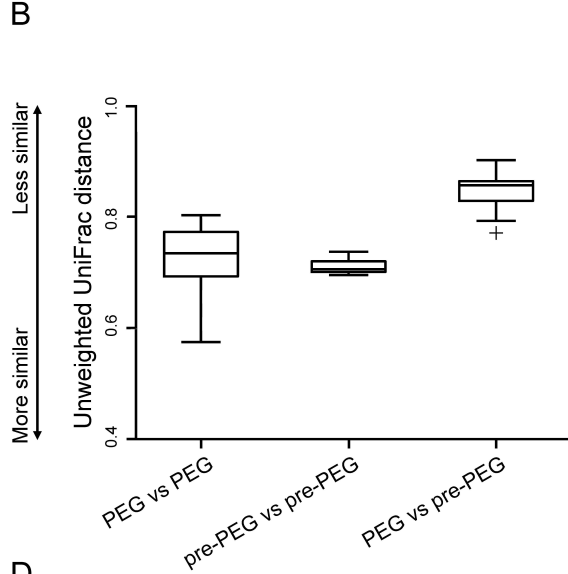 B
Less similar
More similar
Unweighted UniFrac distance
1.0
0.8
0.6
0.4
PEG vs PEG
pre-PEG vs pre-PEG
PEG vs pre-PEG
D